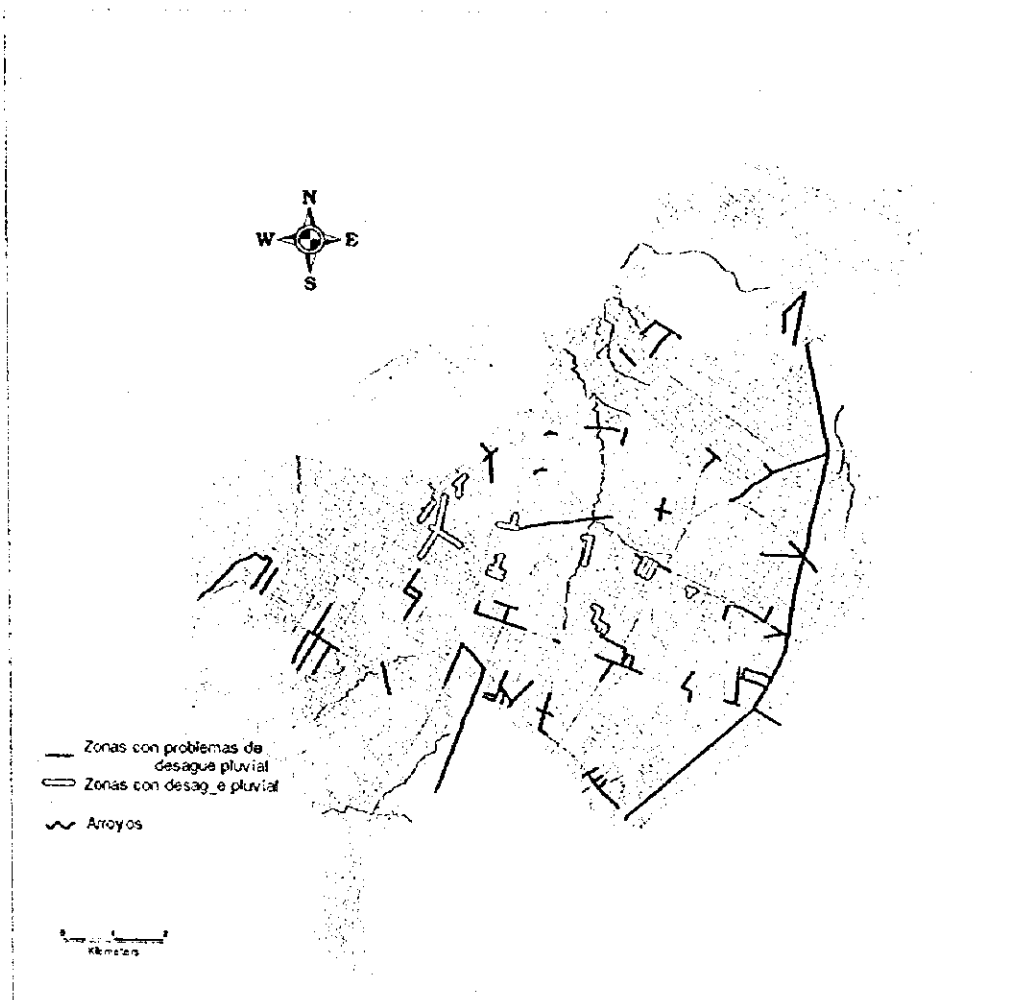 N
W E
S
Zonas con problemas de
desague pluvial
Zonas con desag_e pluvial
Arroyos
Kilometers